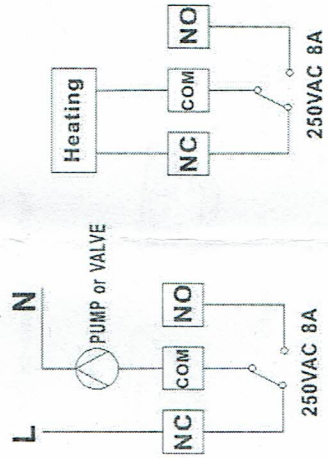 Heating
NC
COM
NO
250VAC 8A
L
N
PUMP or VALVE
NC
COM
NO
250VAC 8A